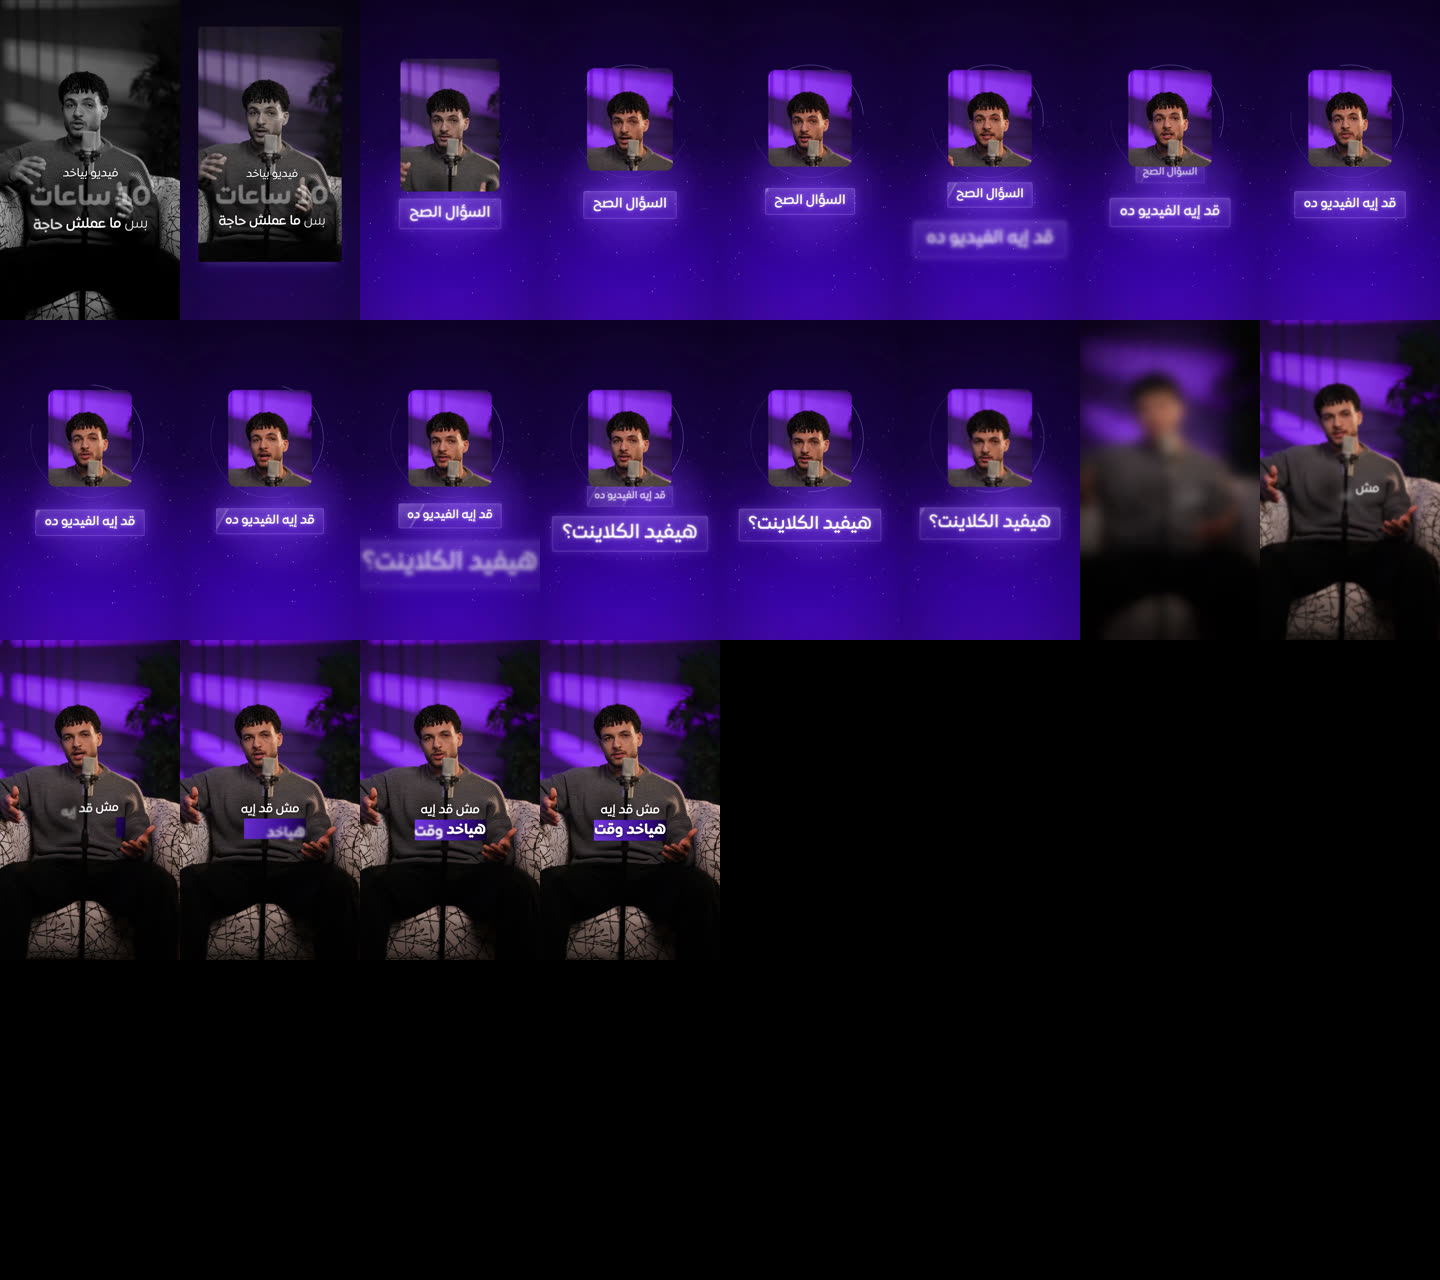 فيديو بياخد
10 ساعات
بس ما عملش حاجة
فيديو بياخد
10 ساعات
بس ما عملش حاجة
السؤال الصح
السؤال الصح
السؤال الصح
السؤال الصح
قد إيه الفيديو ده
السؤال الصح
قد إيه الفيديو ده
قد إيه الفيديو ده
قد إيه الفيديو ده
قد إيه الفيديو ده
قد إيه الفيديو ده
هيفيد الكلاينت؟
قد إيه الفيديو ده
هيفيد الكلاينت؟
هيفيد الكلاينت؟
هيفيد الكلاينت؟
مش
مش قد إيه
مش قد إيه
هياخد
مش قد إيه
هياخد وقت
مش قد إيه
هياخد وقت